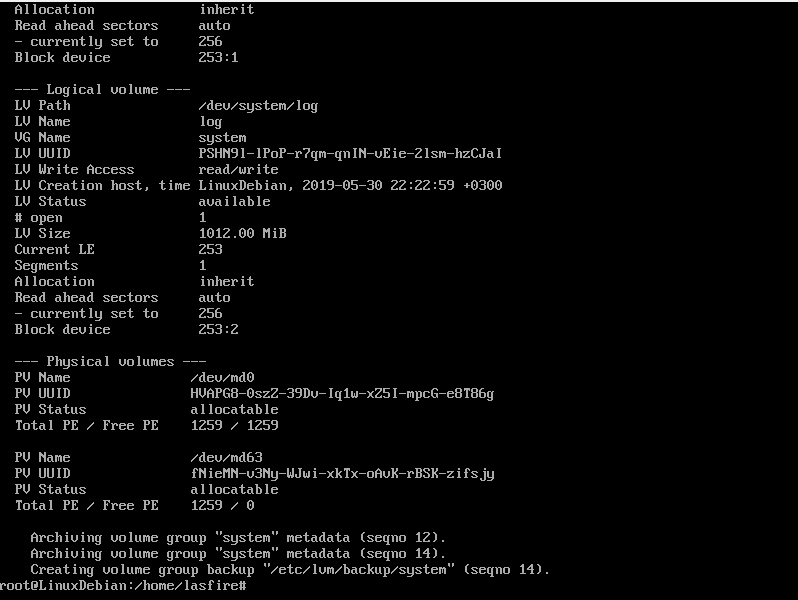 Allocation inherit
Read ahead sectors auto
- currently set to 256
Block device 253:1
--- Logical volume ---
LV Path /dev/system/log
LV Name log
VG Name system
LV UUID PSHN9l-lPoP-r7qm-qnIN-vEie-2lsm-hzCJaI
LV Write Access read/write
LV Creation host, time LinuxDebian, 2019-05-30 22:22:59 +0300
LV Status available
# open 1
LV Size 1012.00 MiB
Current LE 253
Segments 1
Allocation inherit
Read ahead sectors auto
- currently set to 256
Block device 253:2
--- Physical volumes ---
PV Name /dev/md0
PV UUID HVAPG8-0szZ-39Dv-Iq1w-xZ5I-mpcG-e8T86g
PV Status allocatable
Total PE / Free PE 1259 / 1259
PV Name /dev/md63
PV UUID fNieMN-v3Ny-WJwi-xkTx-oAvK-rBSK-zifsjy
PV Status allocatable
Total PE / Free PE 1259 / 0
Archiving volume group "system" metadata (seqno 12).
Archiving volume group "system" metadata (seqno 14).
Creating volume group backup "/etc/lvm/backup/system" (seqno 14).
root@LinuxDebian:/home/lasfire#